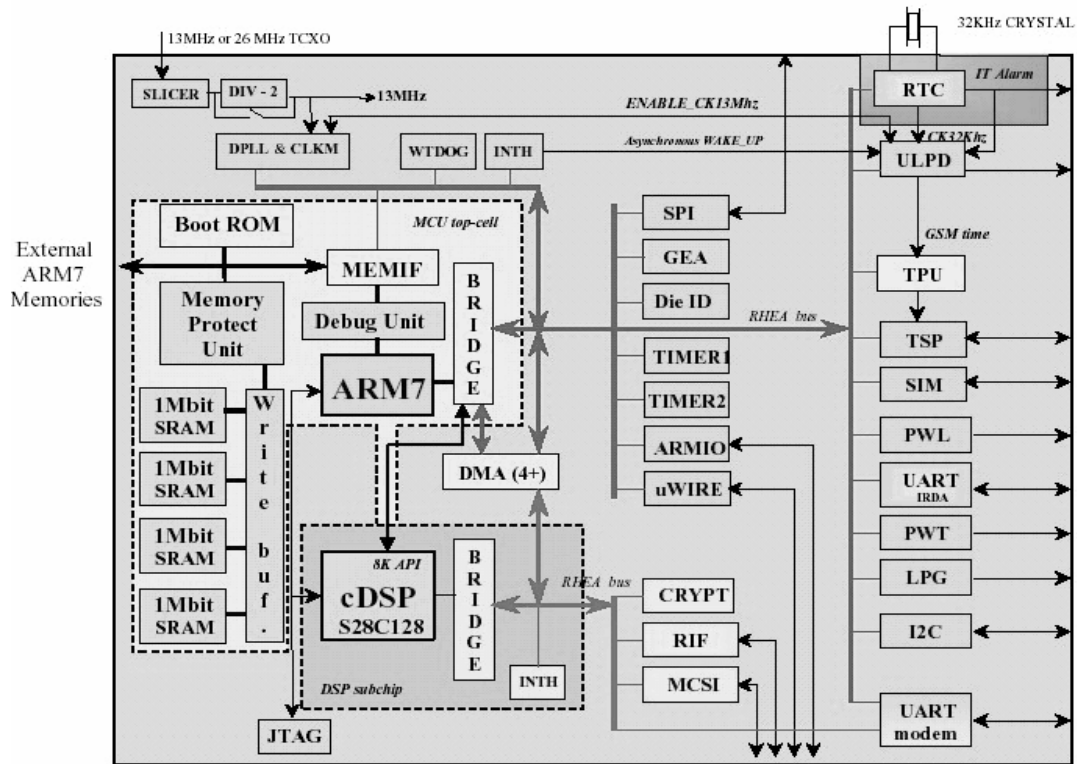 32KHz CRYSTAL
13MHz or 26 MHz TCXO
SLICER
DIV - 2
13MHz
ENABLE_CK13Mhz
RTC
IT Alarm
DPLL & CLKM
WTDOG
INTH
Asynchronous WAKE_UP
CK32Khz
ULPD
Boot ROM
MCU top-cell
External
ARM7
Memories
MEMIF
Memory
Protect
Unit
Debug Unit
ARM7
BRIDGE
1Mbit
SRAM
1Mbit
SRAM
1Mbit
SRAM
1Mbit
SRAM
Write buf.
DMA (4+)
8K API
cDSP
S28C128
BRIDGE
INTH
DSP subchip
JTAG
SPI
GEA
Die ID
RHEA bus
TIMER1
TIMER2
ARMIO
uWIRE
RHEA bus
CRYPT
RIF
MCSI
GSM time
TPU
TSP
SIM
PWL
UART
IRDA
PWT
LPG
I2C
UART
modem